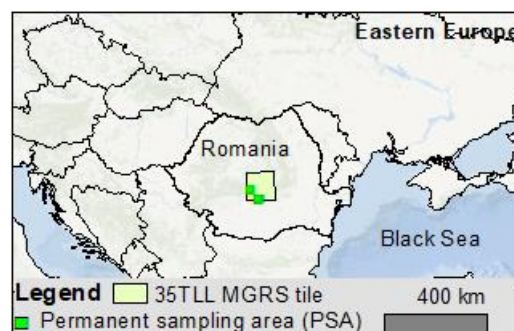 Eastern Europe
Romania
Black Sea
Legend 35TLL MGRS tile 400 km
Permanent sampling area (PSA)